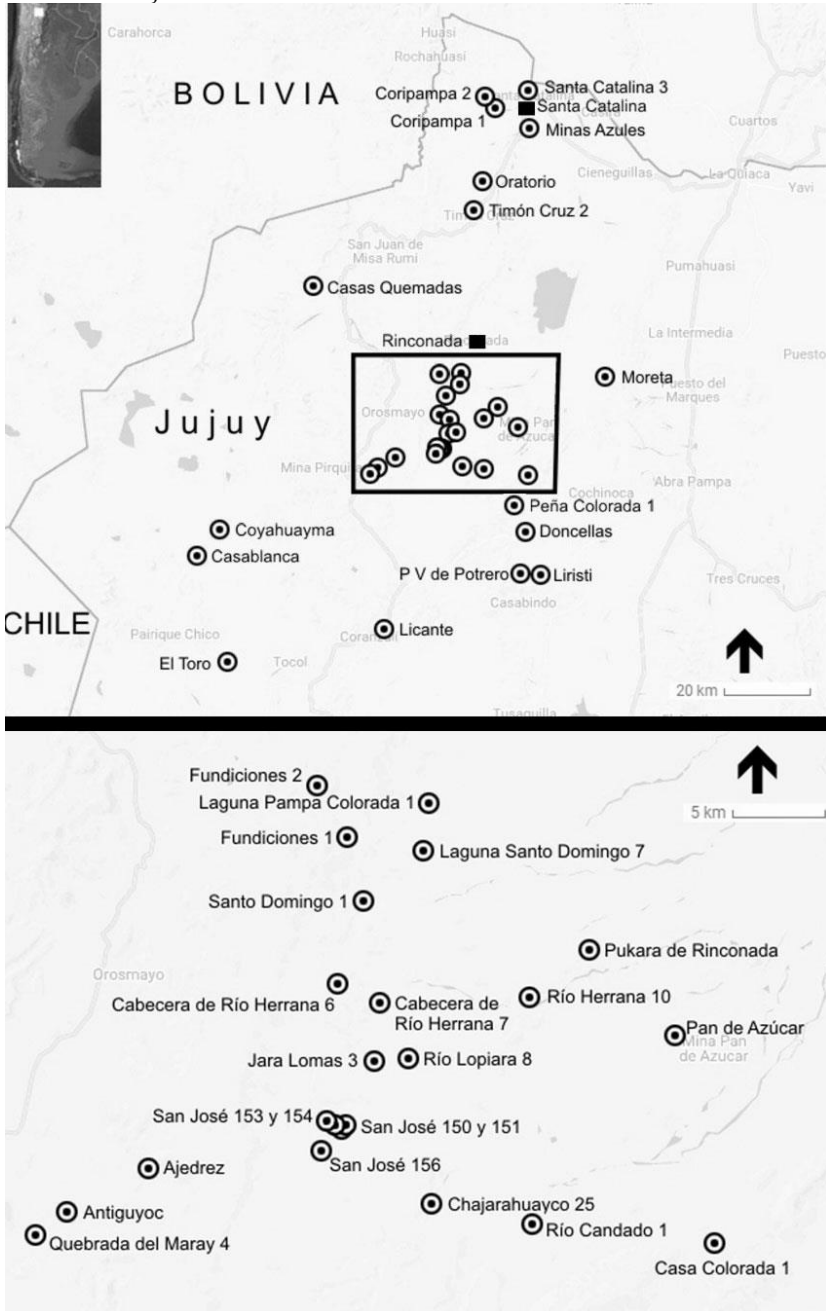 Carahorca
Huasi
Rochahuasi
BOLIVIA
Coripampa 2
Santa Catalina 3
Santa Catalina
Coripampa 1
Minas Azules
Cuartos
Cieneguillas
La Quiaca
Yavi
Oratorio
Timón Cruz 2
San Juan de
Misa Rumi
Pumahuasi
Casas Quemadas
Rinconada
La Intermedia
Puesto
Moreta
Puesto del
Marques
Jujuy
Orosmayo
Mina Pan
de Azucar
Mina Pirquitas
Abra Pampa
Cochinoca
Peña Colorada 1
Coyahuayma
Doncellas
Casablanca
P V de Potrero
Liristi
Tres Cruces
Casabindo
CHILE
Pairique Chico
Licante
El Toro
Tocol
20 km
Tusaquilla
Fundiciones 2
Laguna Pampa Colorada 1
5 km
Fundiciones 1
Laguna Santo Domingo 7
Santo Domingo 1
Pukara de Rinconada
Orosmayo
Cabecera de Río Herrana 6
Cabecera de
Río Herrana 7
Río Herrana 10
Pan de Azúcar
Mina Pan
de Azucar
Jara Lomas 3
Río Lopiara 8
San José 153 y 154
San José 150 y 151
San José 156
Ajedrez
Antiguyoc
Chajarahuayco 25
Río Candado 1
Quebrada del Maray 4
Casa Colorada 1